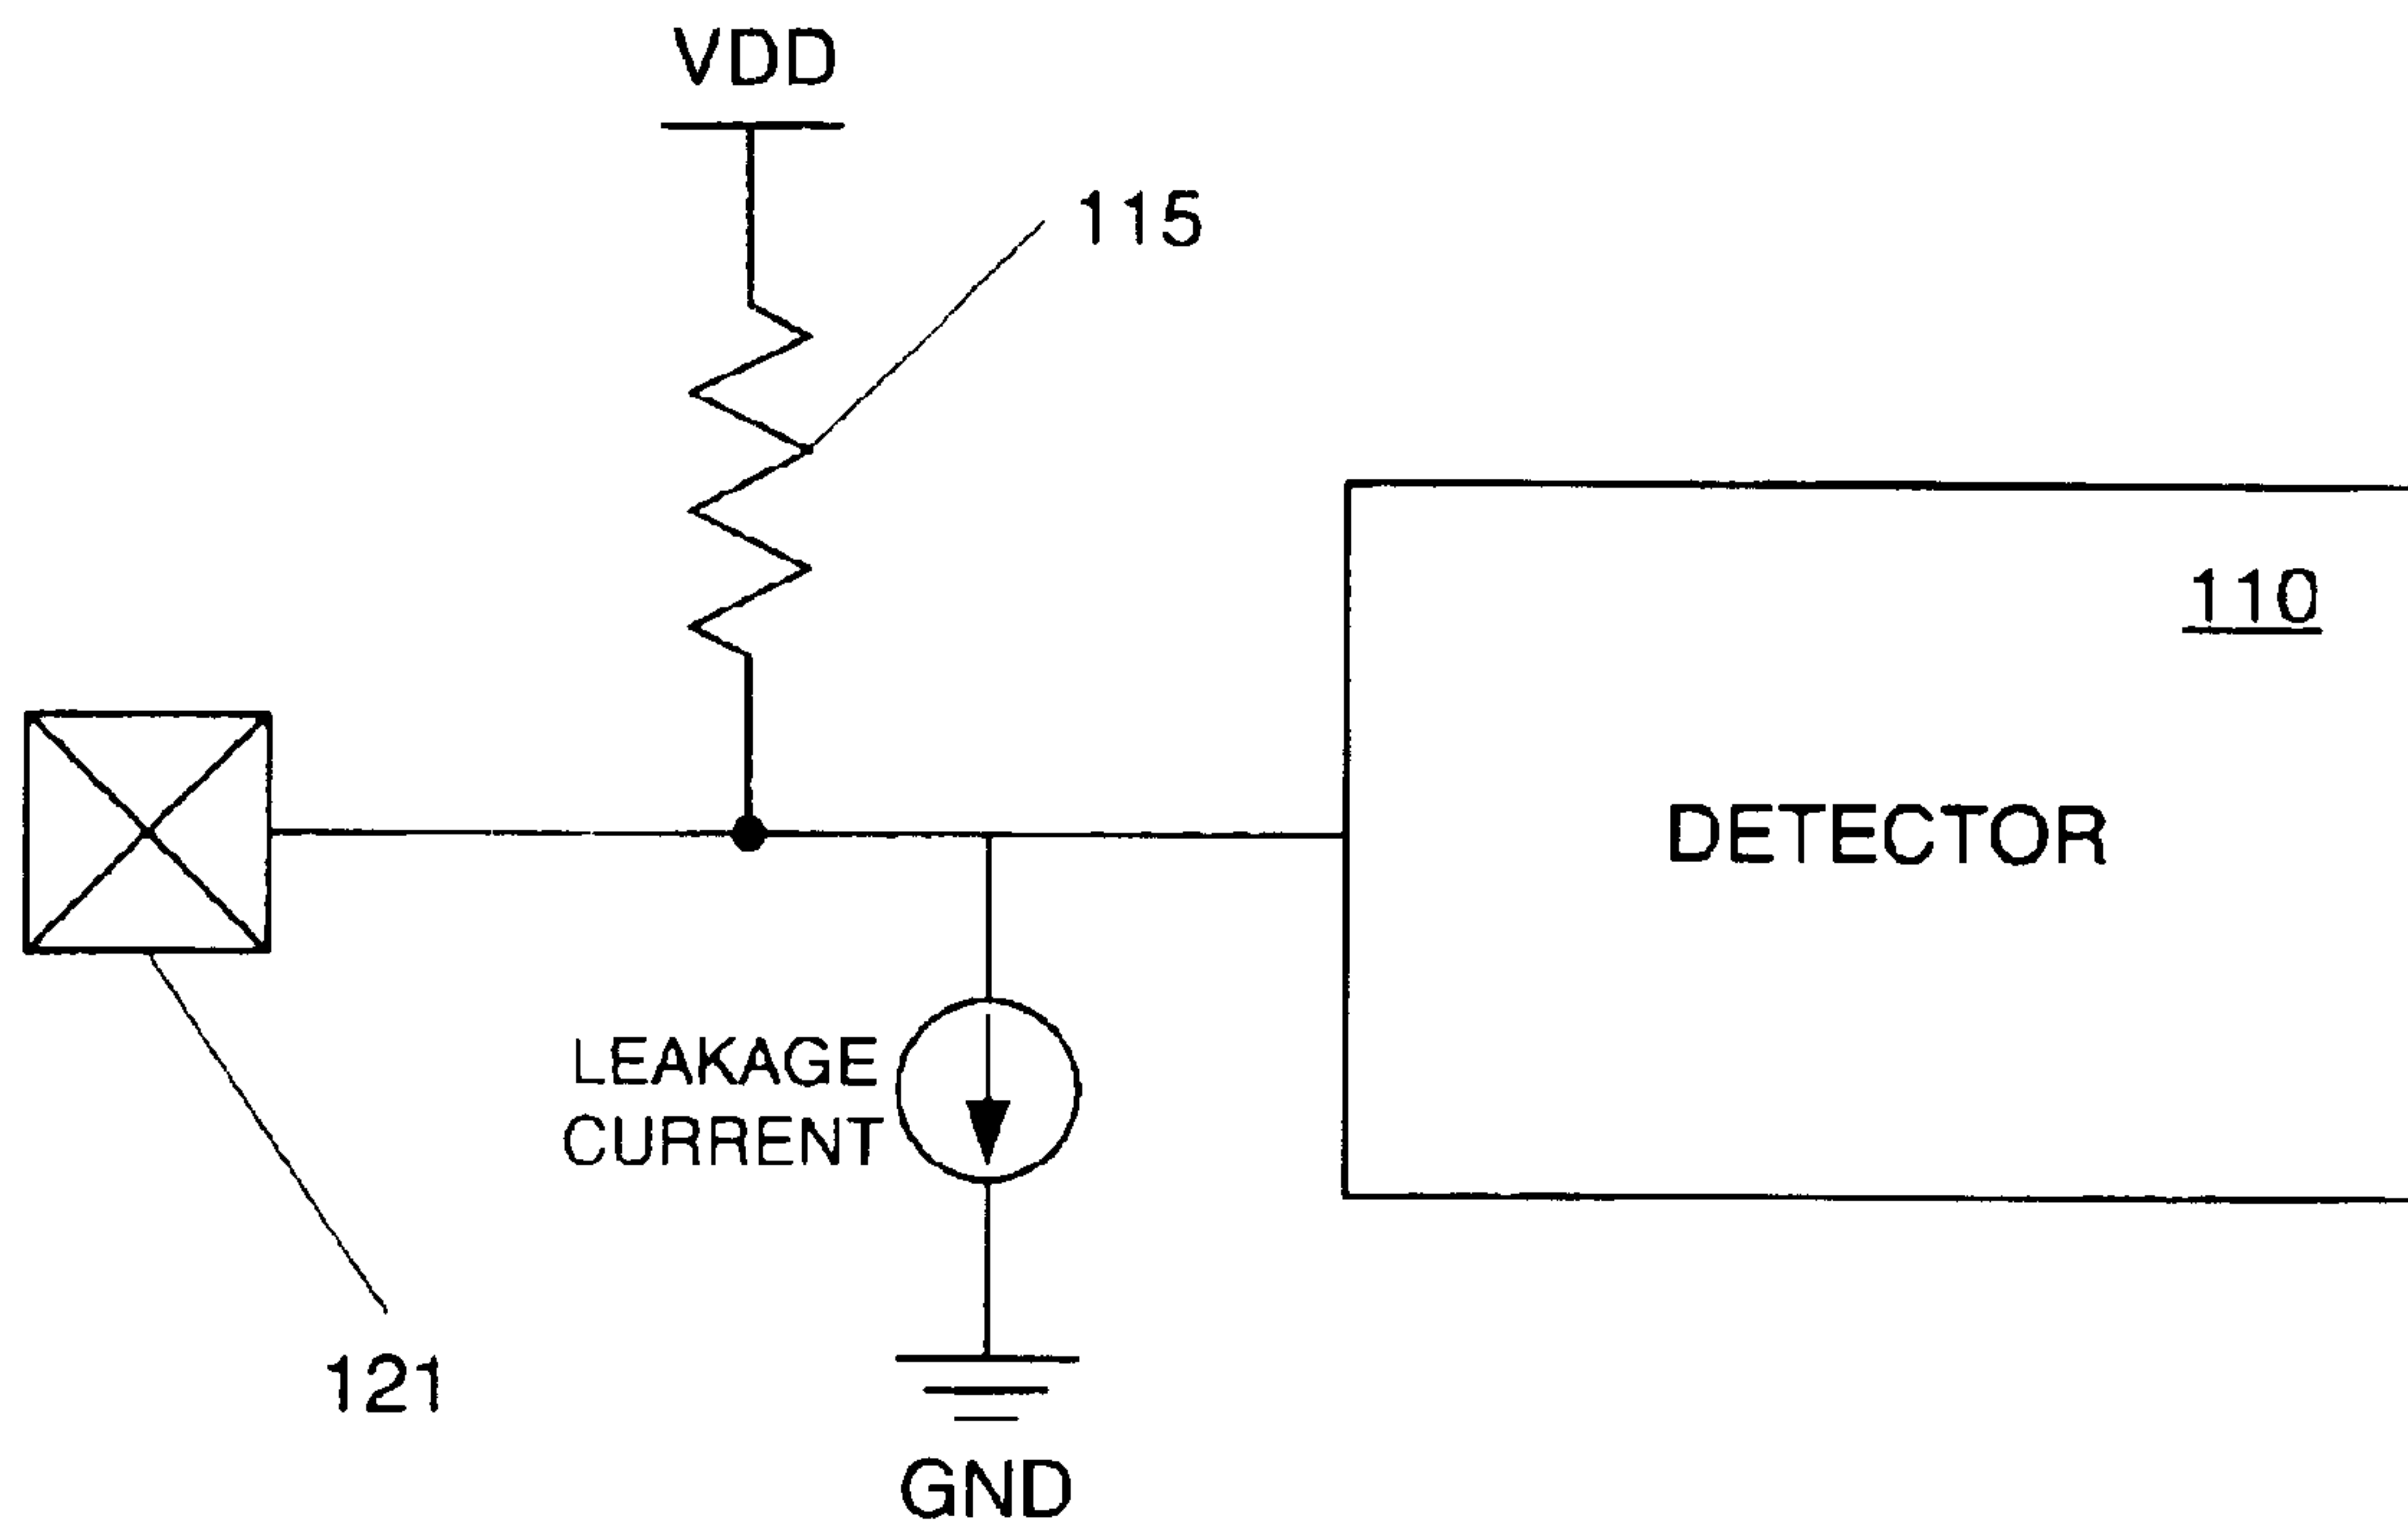 VDD
115
110
DETECTOR
LEAKAGE
CURRENT
121
GND